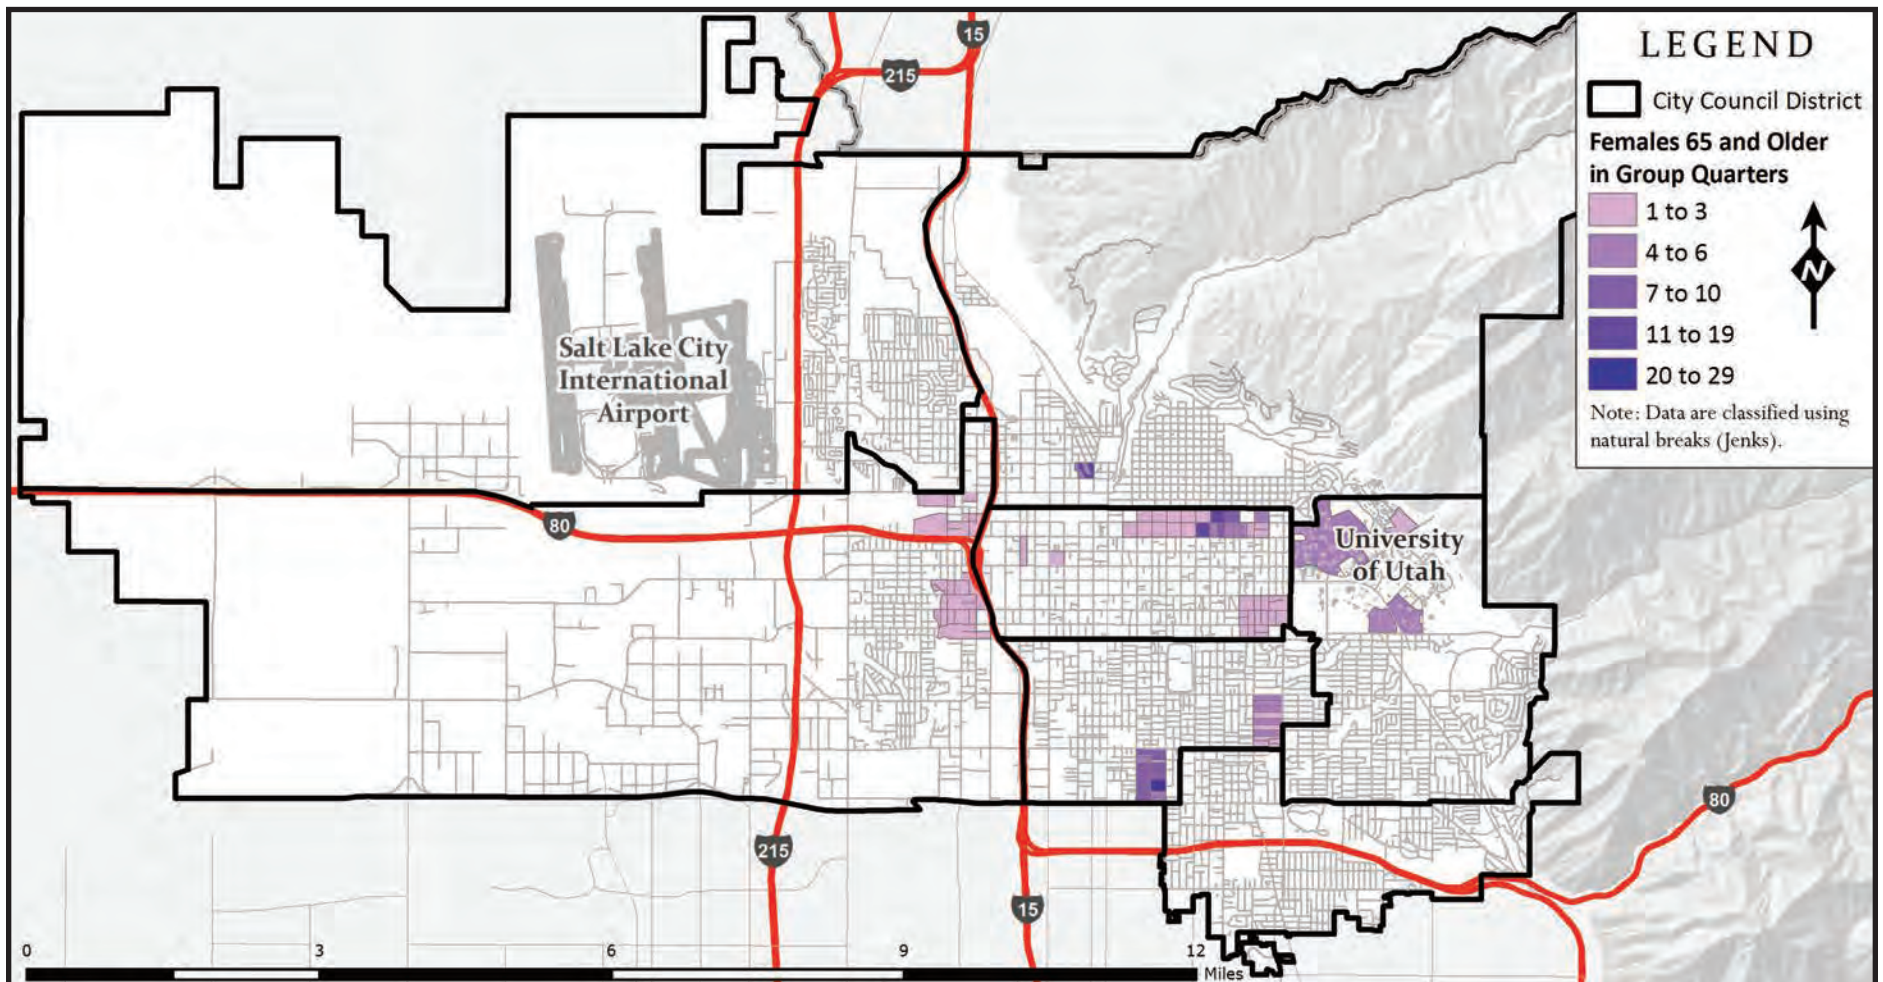 LEGEND
City Council District
Females 65 and Older
in Group Quarters
1 to 3
4 to 6
7 to 10
11 to 19
20 to 29
Note: Data are classified using
natural breaks (Jenks).
N
15
215
Salt Lake City
International
Airport
80
University
of Utah
80
215
15
0 3 6 9 12
Miles